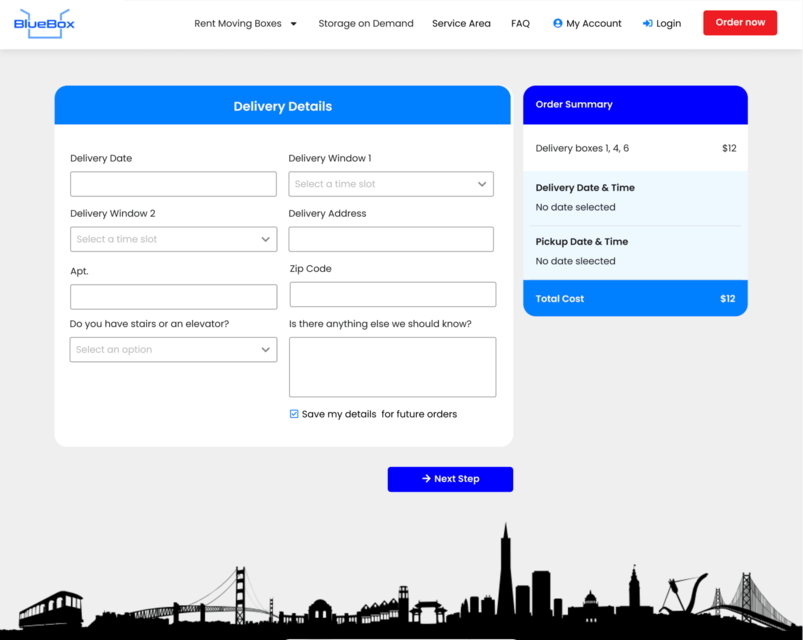 BlueBox
Rent Moving Boxes
Storage on Demand
Service Area
FAQ
My Account
Login
Order now
Delivery Details
Delivery Date
Delivery Window 1
Select a time slot
Delivery Window 2
Delivery Address
Select a time slot
Apt.
Zip Code
Do you have stairs or an elevator?
Is there anything else we should know?
Select an option
Save my details for future orders
Next Step
Order Summary
Delivery boxes 1, 4, 6 $12
Delivery Date & Time
No date selected
Pickup Date & Time
No date sleected
Total Cost $12